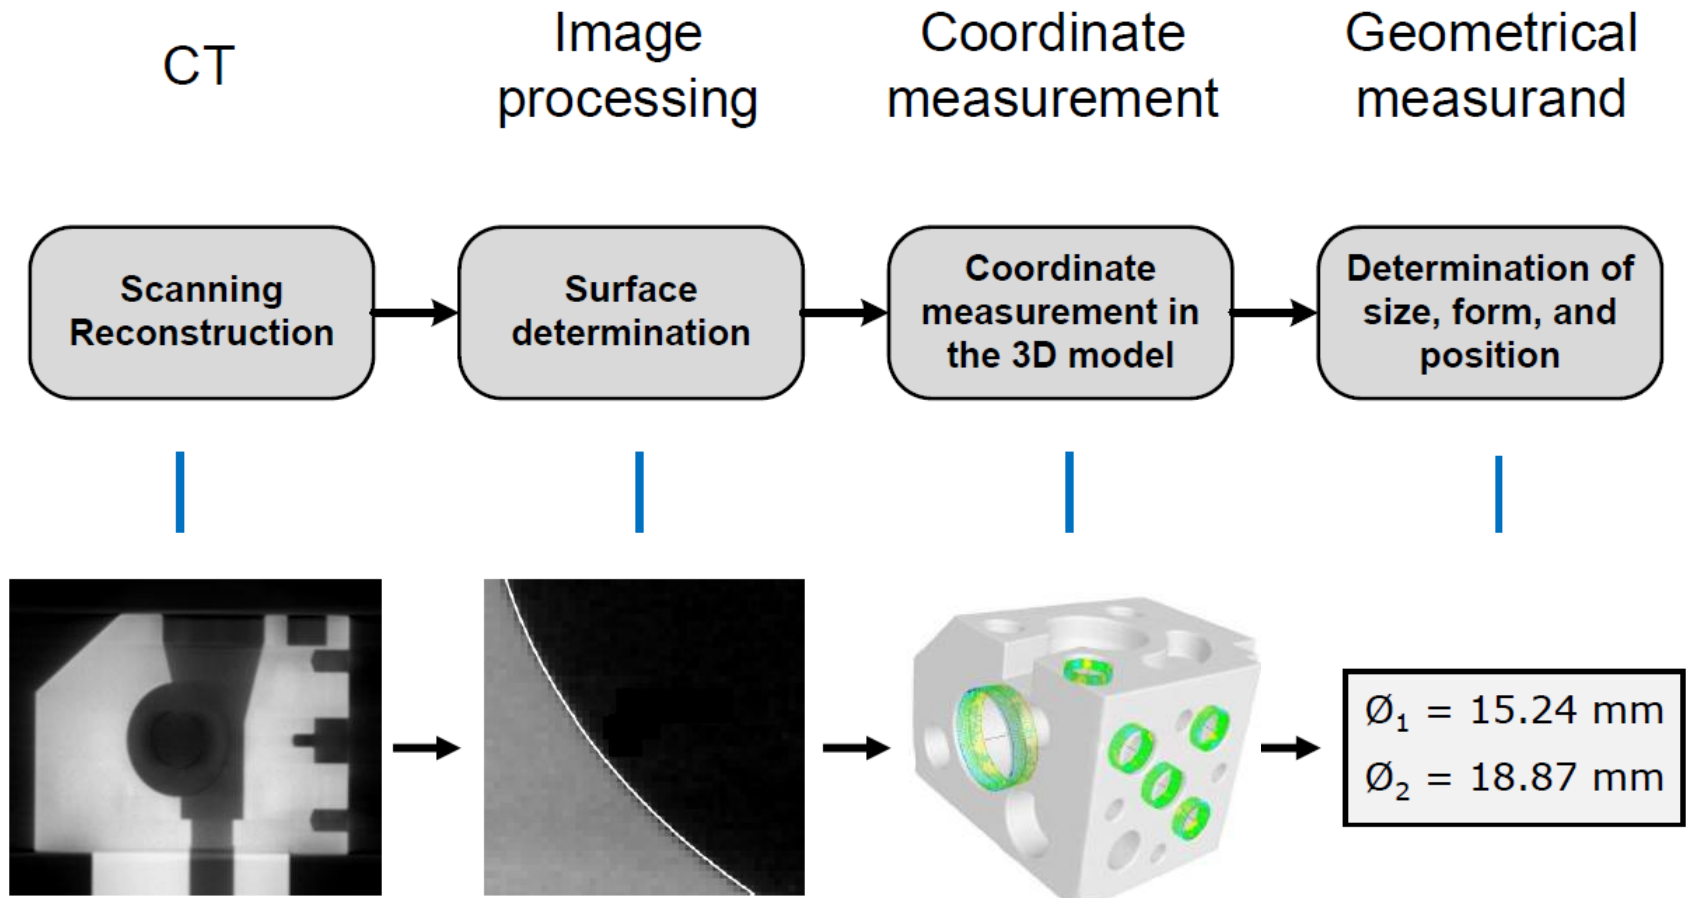 CT
Image
processing
Coordinate
measurement
Geometrical
measurand
Scanning
Reconstruction
Surface
determination
Coordinate
measurement in
the 3D model
Determination of
size, form, and
position
Ø₁ = 15.24 mm
Ø₂ = 18.87 mm